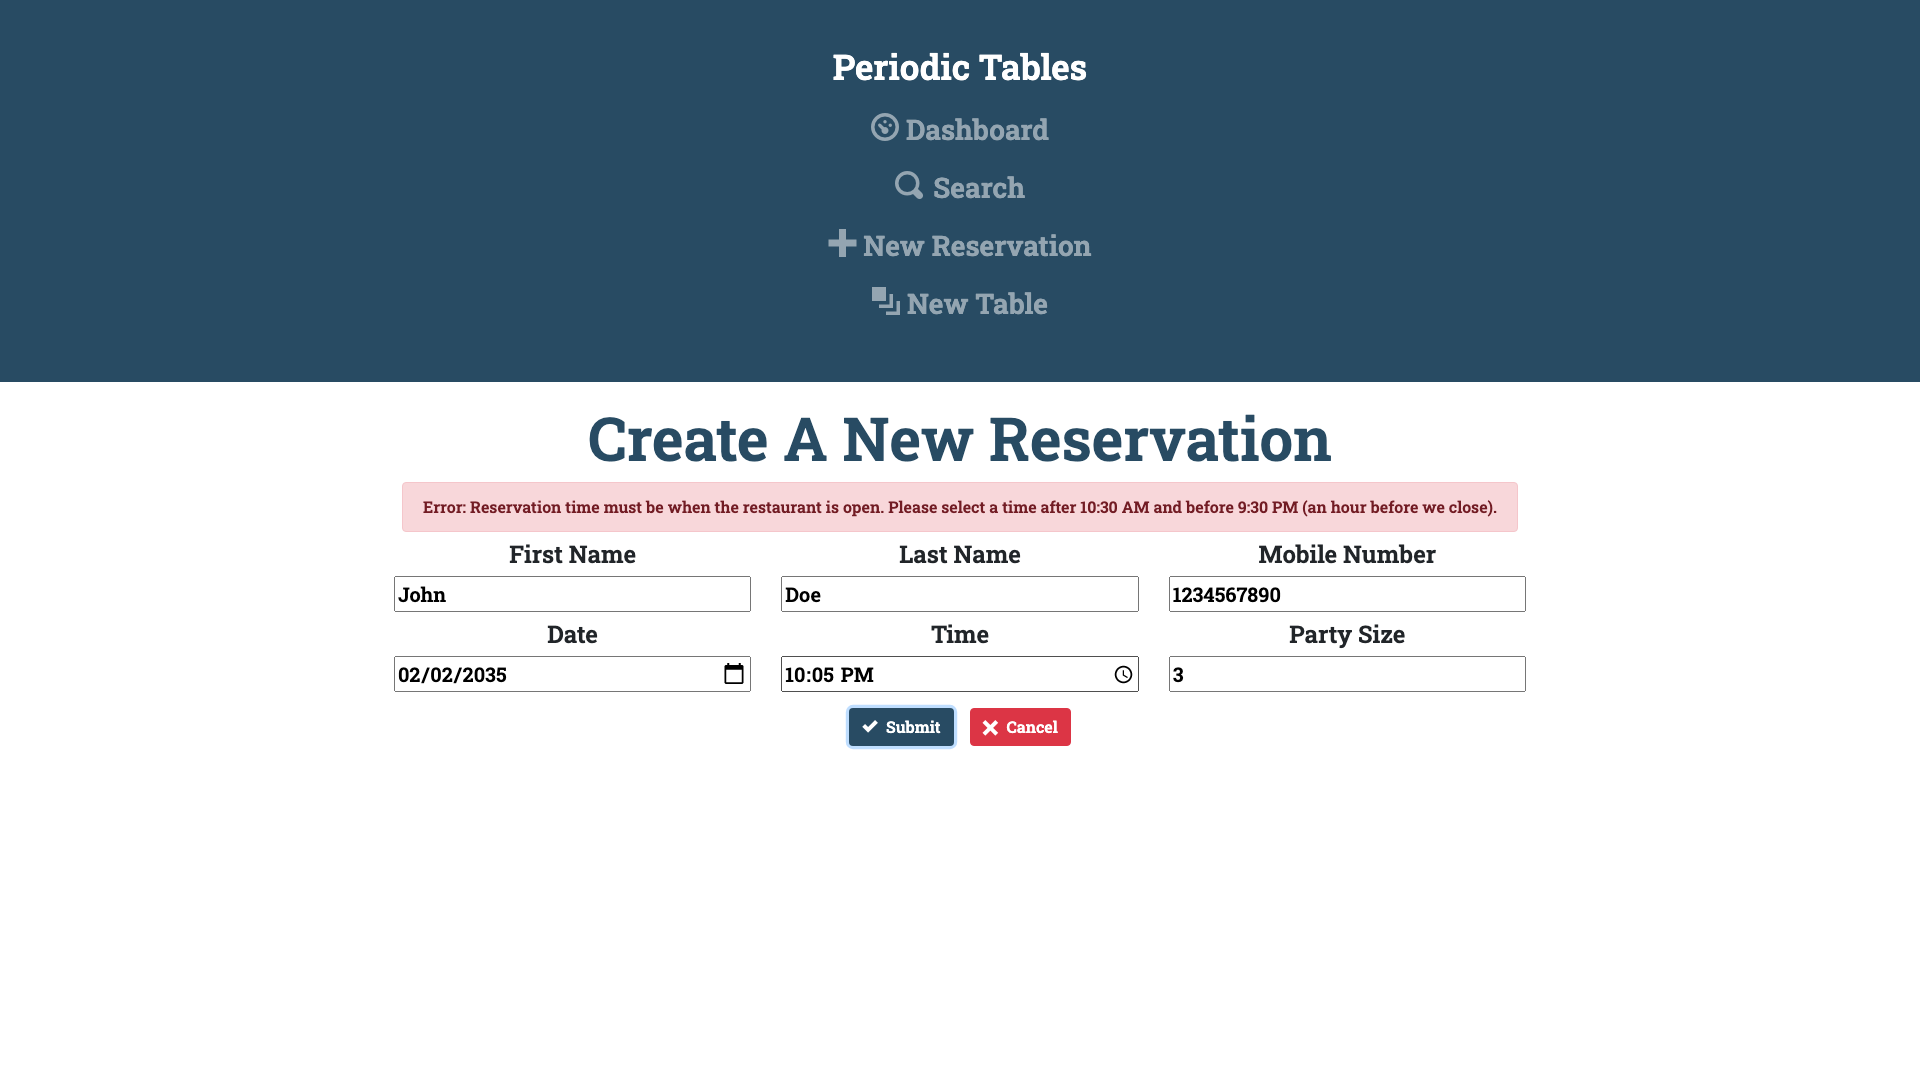 Periodic Tables
Dashboard
Search
New Reservation
New Table
Create A New Reservation
Error: Reservation time must be when the restaurant is open. Please select a time after 10:30 AM and before 9:30 PM (an hour before we close).
First Name
Last Name
Mobile Number
John
Doe
1234567890
Date
Time
Party Size
02/02/2035
10:05 PM
3
Submit
Cancel